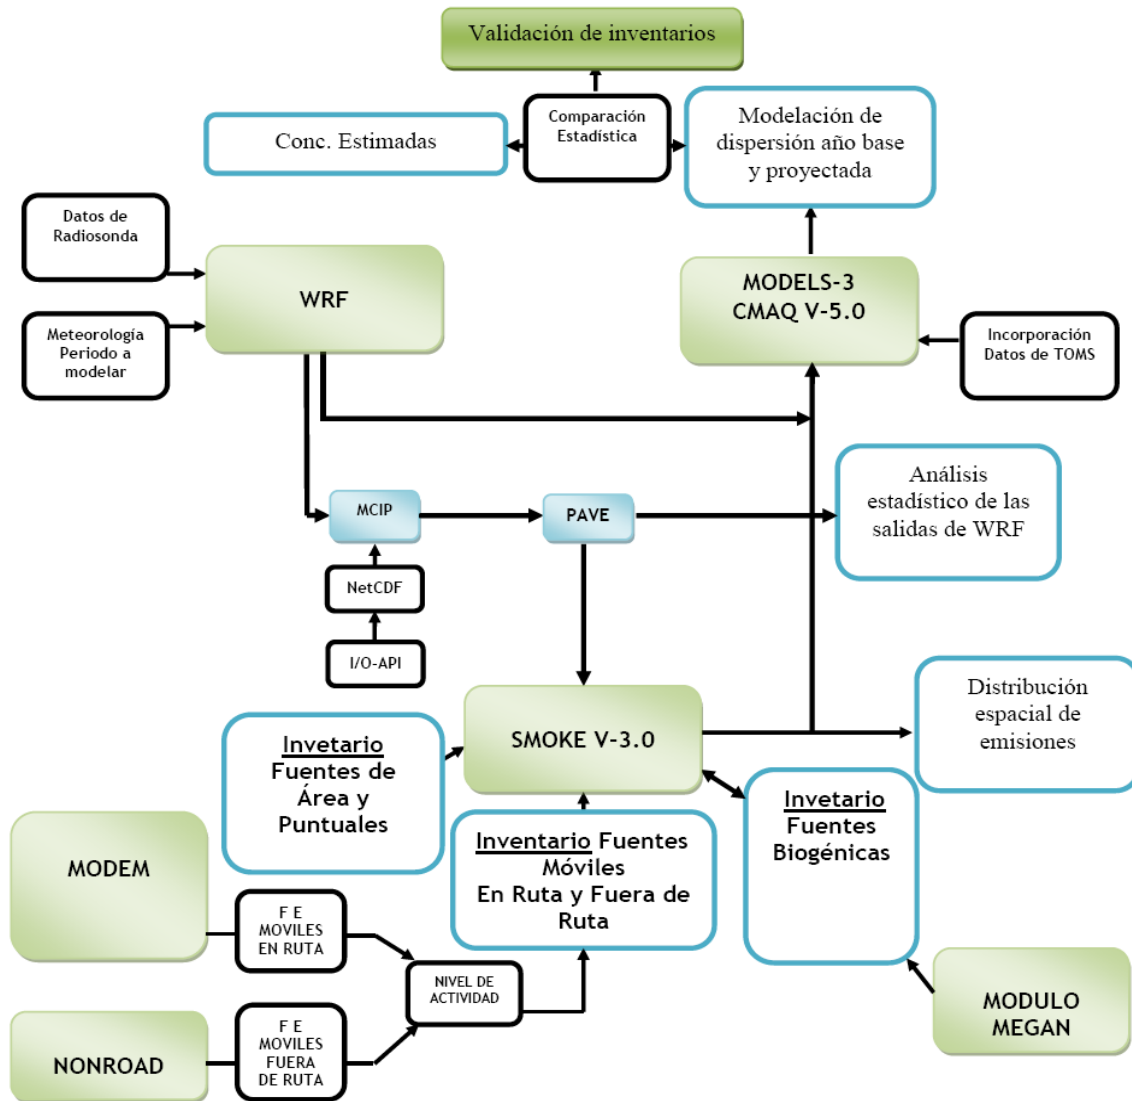 Validación de inventarios
Conc. Estimadas
Comparación
Estadística
Modelación de
dispersión año base
y proyectada
Datos de
Radiosonda
WRF
MODELS-3
CMAQ V-5.0
Meteorología
Periodo a
modelar
Incorporación
Datos de TOMS
MCIP
PAVE
Análisis
estadístico de las
salidas de WRF
NetCDF
I/O-API
SMOKE V-3.0
Distribución
espacial de
emisiones
Invetario
Fuentes de
Área y
Puntuales
Inventario Fuentes
Móviles
En Ruta y Fuera de
Ruta
Invetario
Fuentes
Biogénicas
MODEM
F E
MOVILES
EN RUTA
NIVEL DE
ACTIVIDAD
MODULO
MEGAN
NONROAD
F E
MOVILES
FUERA
DE RUTA